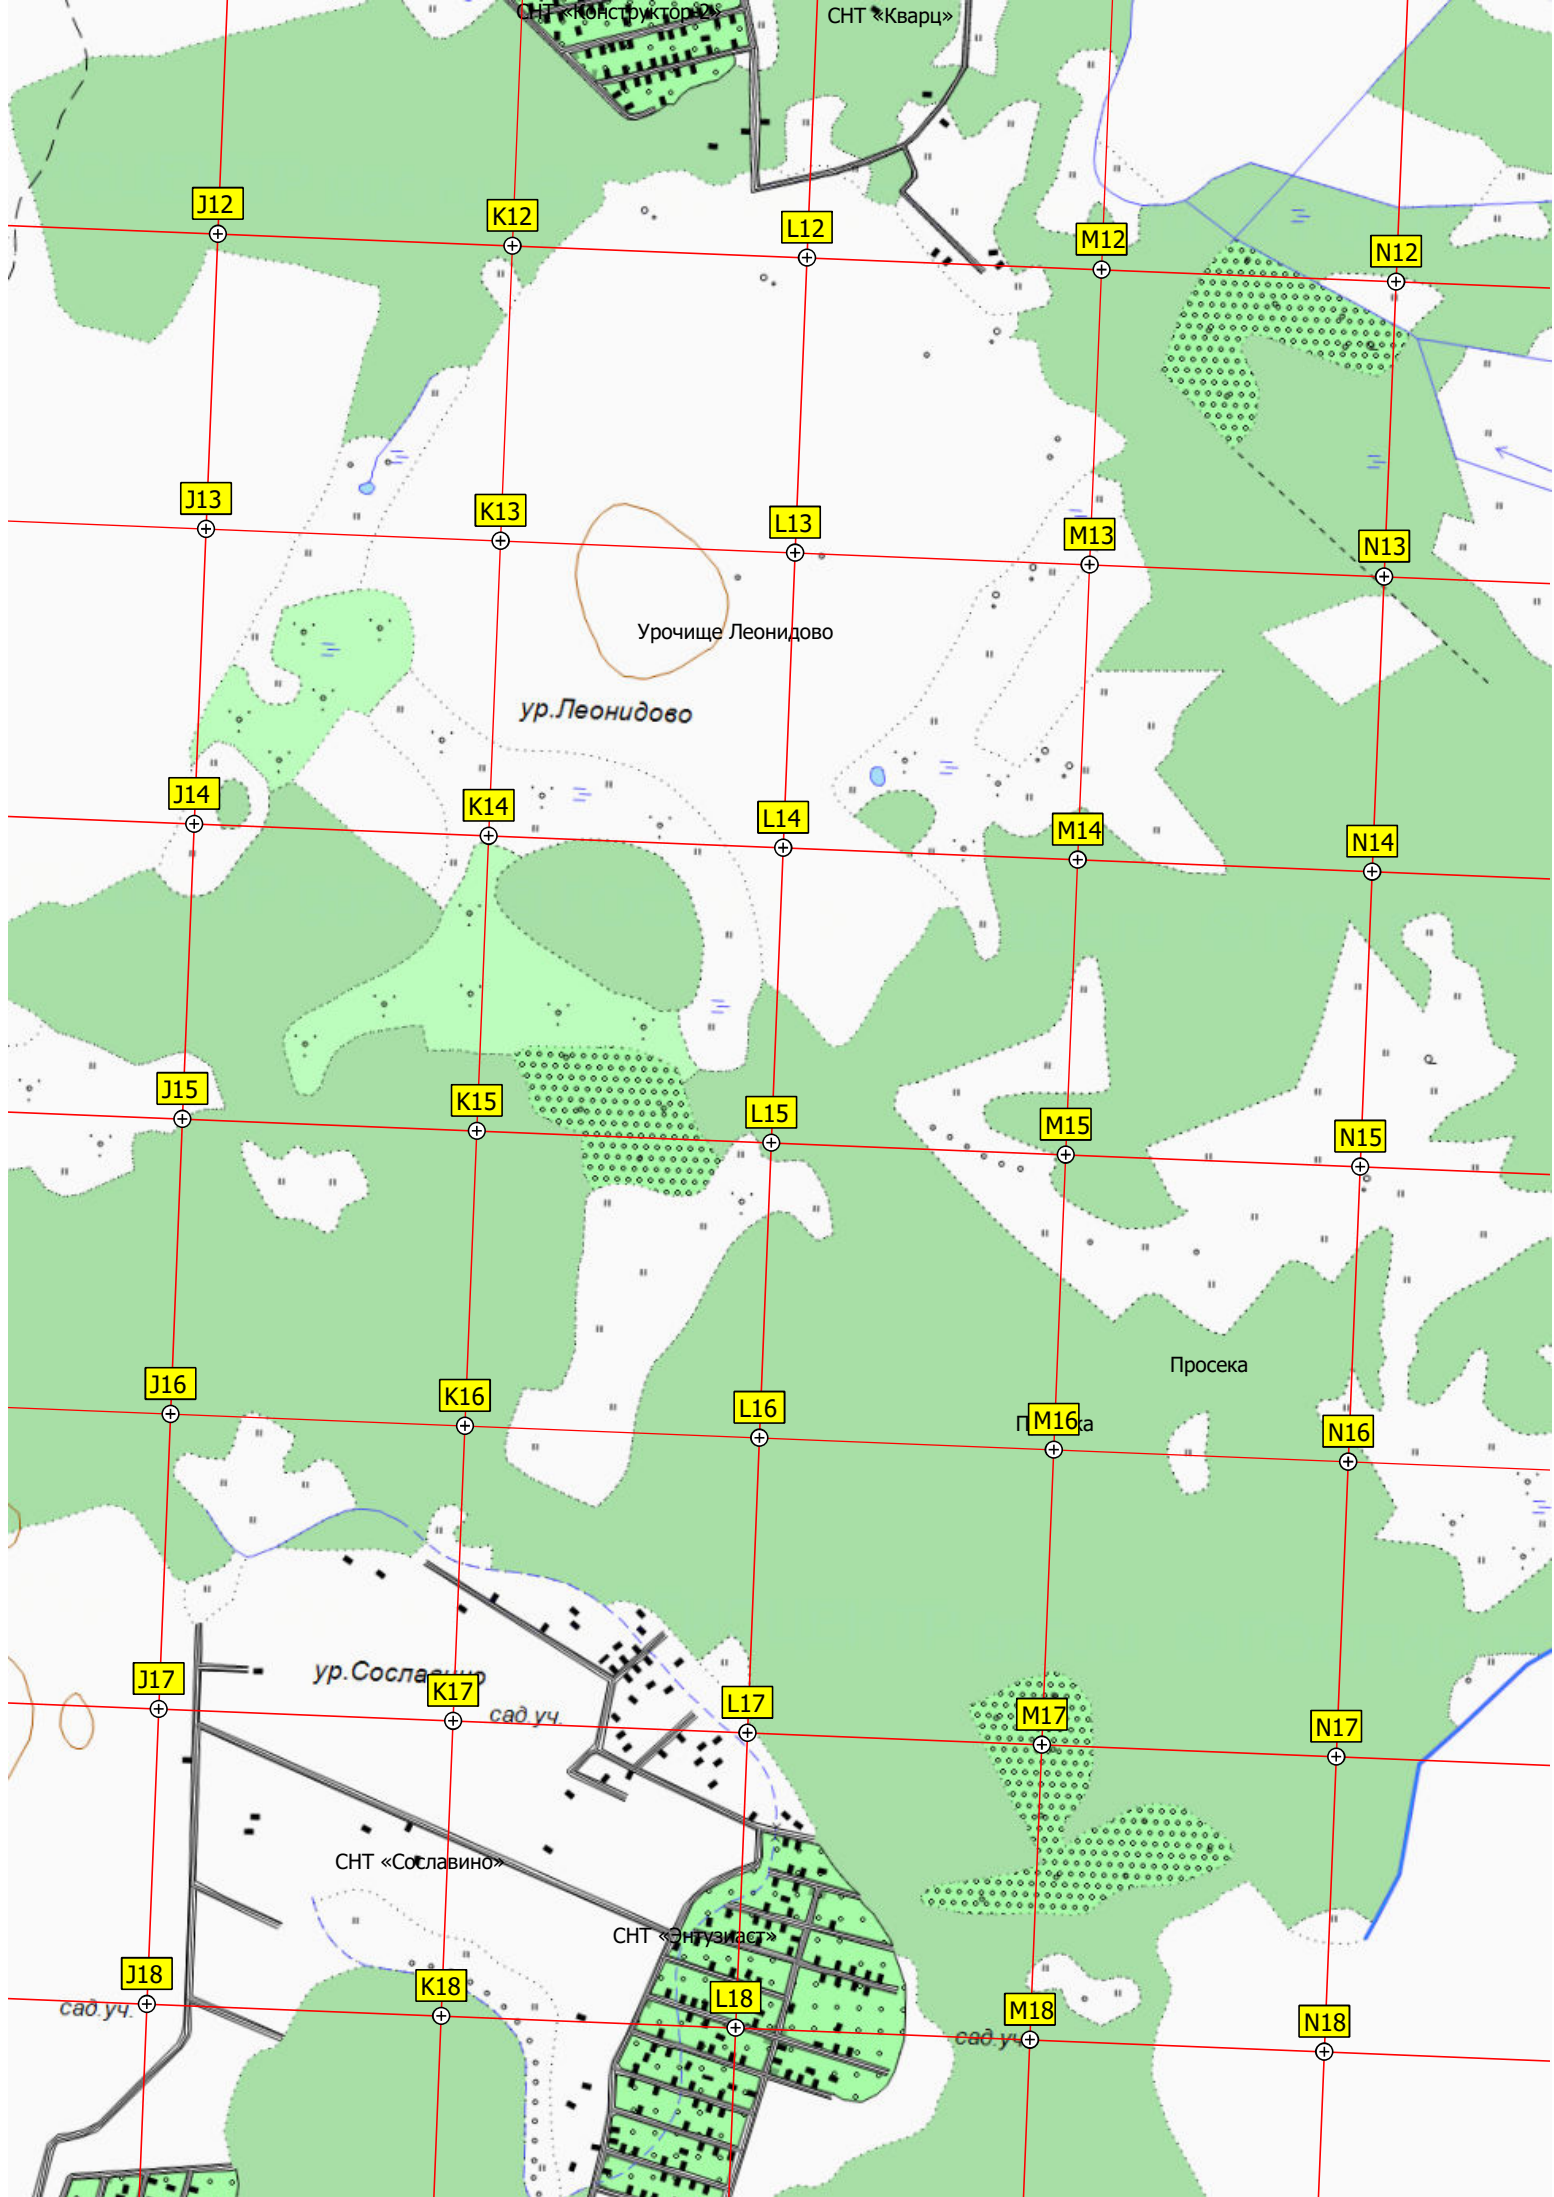 СНТ «Конструктор-2»
СНТ «Кварц»
J12
K12
L12
M12
N12
J13
K13
L13
M13
N13
Урочище Леонидово
ур.Леонидово
J14
K14
L14
M14
N14
J15
K15
L15
M15
N15
Просека
J16
K16
L16
M16
N16
ур.Сославино
J17
K17
сад.уч.
L17
M17
N17
СНТ «Сославино»
СНТ «Энтузиаст»
J18
сад.уч.
K18
L18
M18
сад.уч.
N18